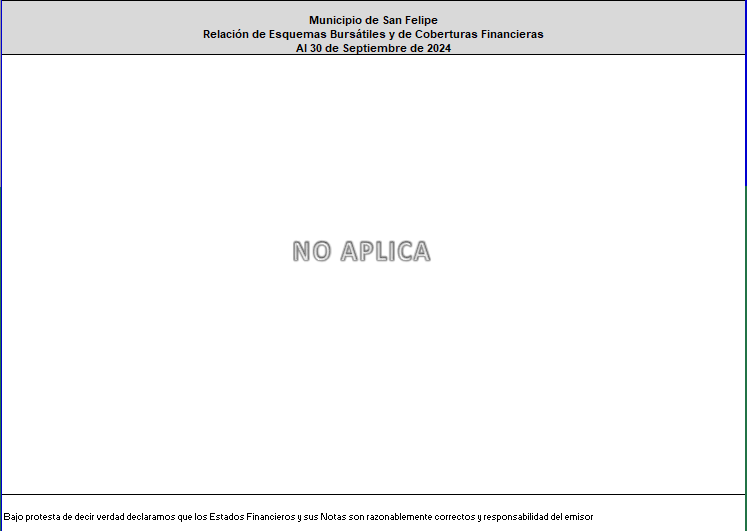 Municipio de San Felipe
Relación de Esquemas Bursátiles y de Coberturas Financieras
Al 30 de Septiembre de 2024
NO APLICA
Bajo protesta de decir verdad declaramos que los Estados Financieros y sus Notas son razonablemente correctos y responsabilidad del emisor